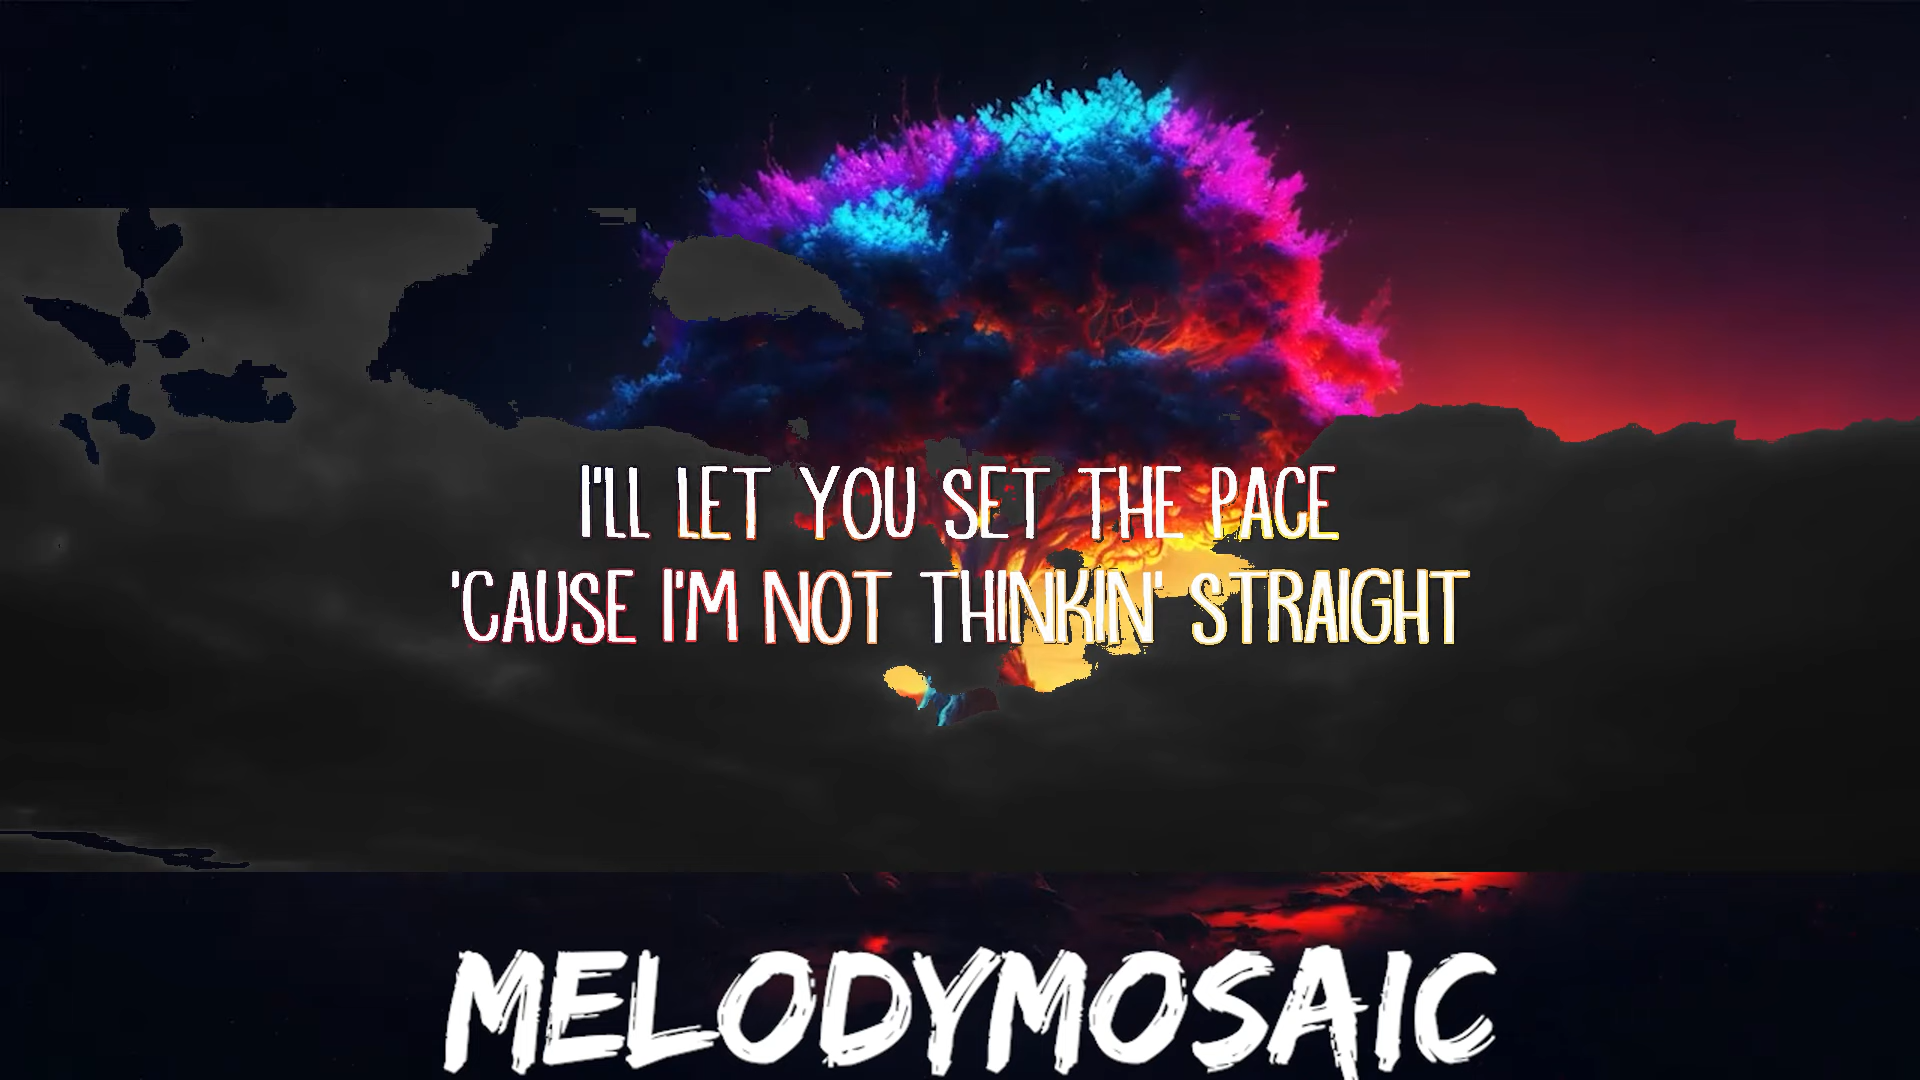 I'LL LET YOU SET THE PACE
'CAUSE I'M NOT THINKIN' STRAIGHT
MELODYMOSAIC